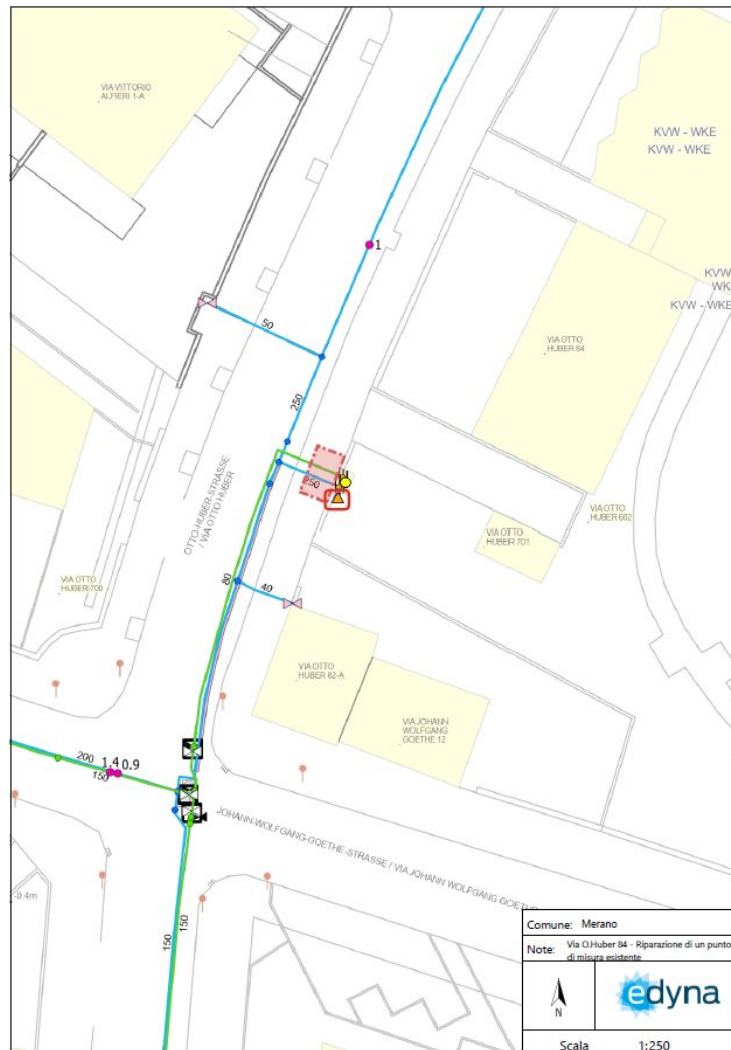 VIA VITTORIO
ALFIERI 1-A
KVW - WKE
KVW - WKE
1
KVW - WKE
50
VIA OTTO
HUBER 84
250
OTTO-HUBER-STRASSE
/ VIA OTTO HUBER
250
VIA OTTO
HUBER 602
VIA OTTO
HUBER 701
80
40
VIA OTTO
HUBER 700
VIA OTTO
HUBER 82-A
VIA JOHANN
WOLFGANG
GOETHE 12
200
1.4
0.9
150
JOHANN-WOLFGANG-GOETHE-STRASSE / VIA JOHANN WOLFGANG GOETHE
-0.4m
150
150
Comune: Merano
Note: Via O.Huber 84 - Riparazione di un punto
di misura esistente
N
edyna
Scala 1:250